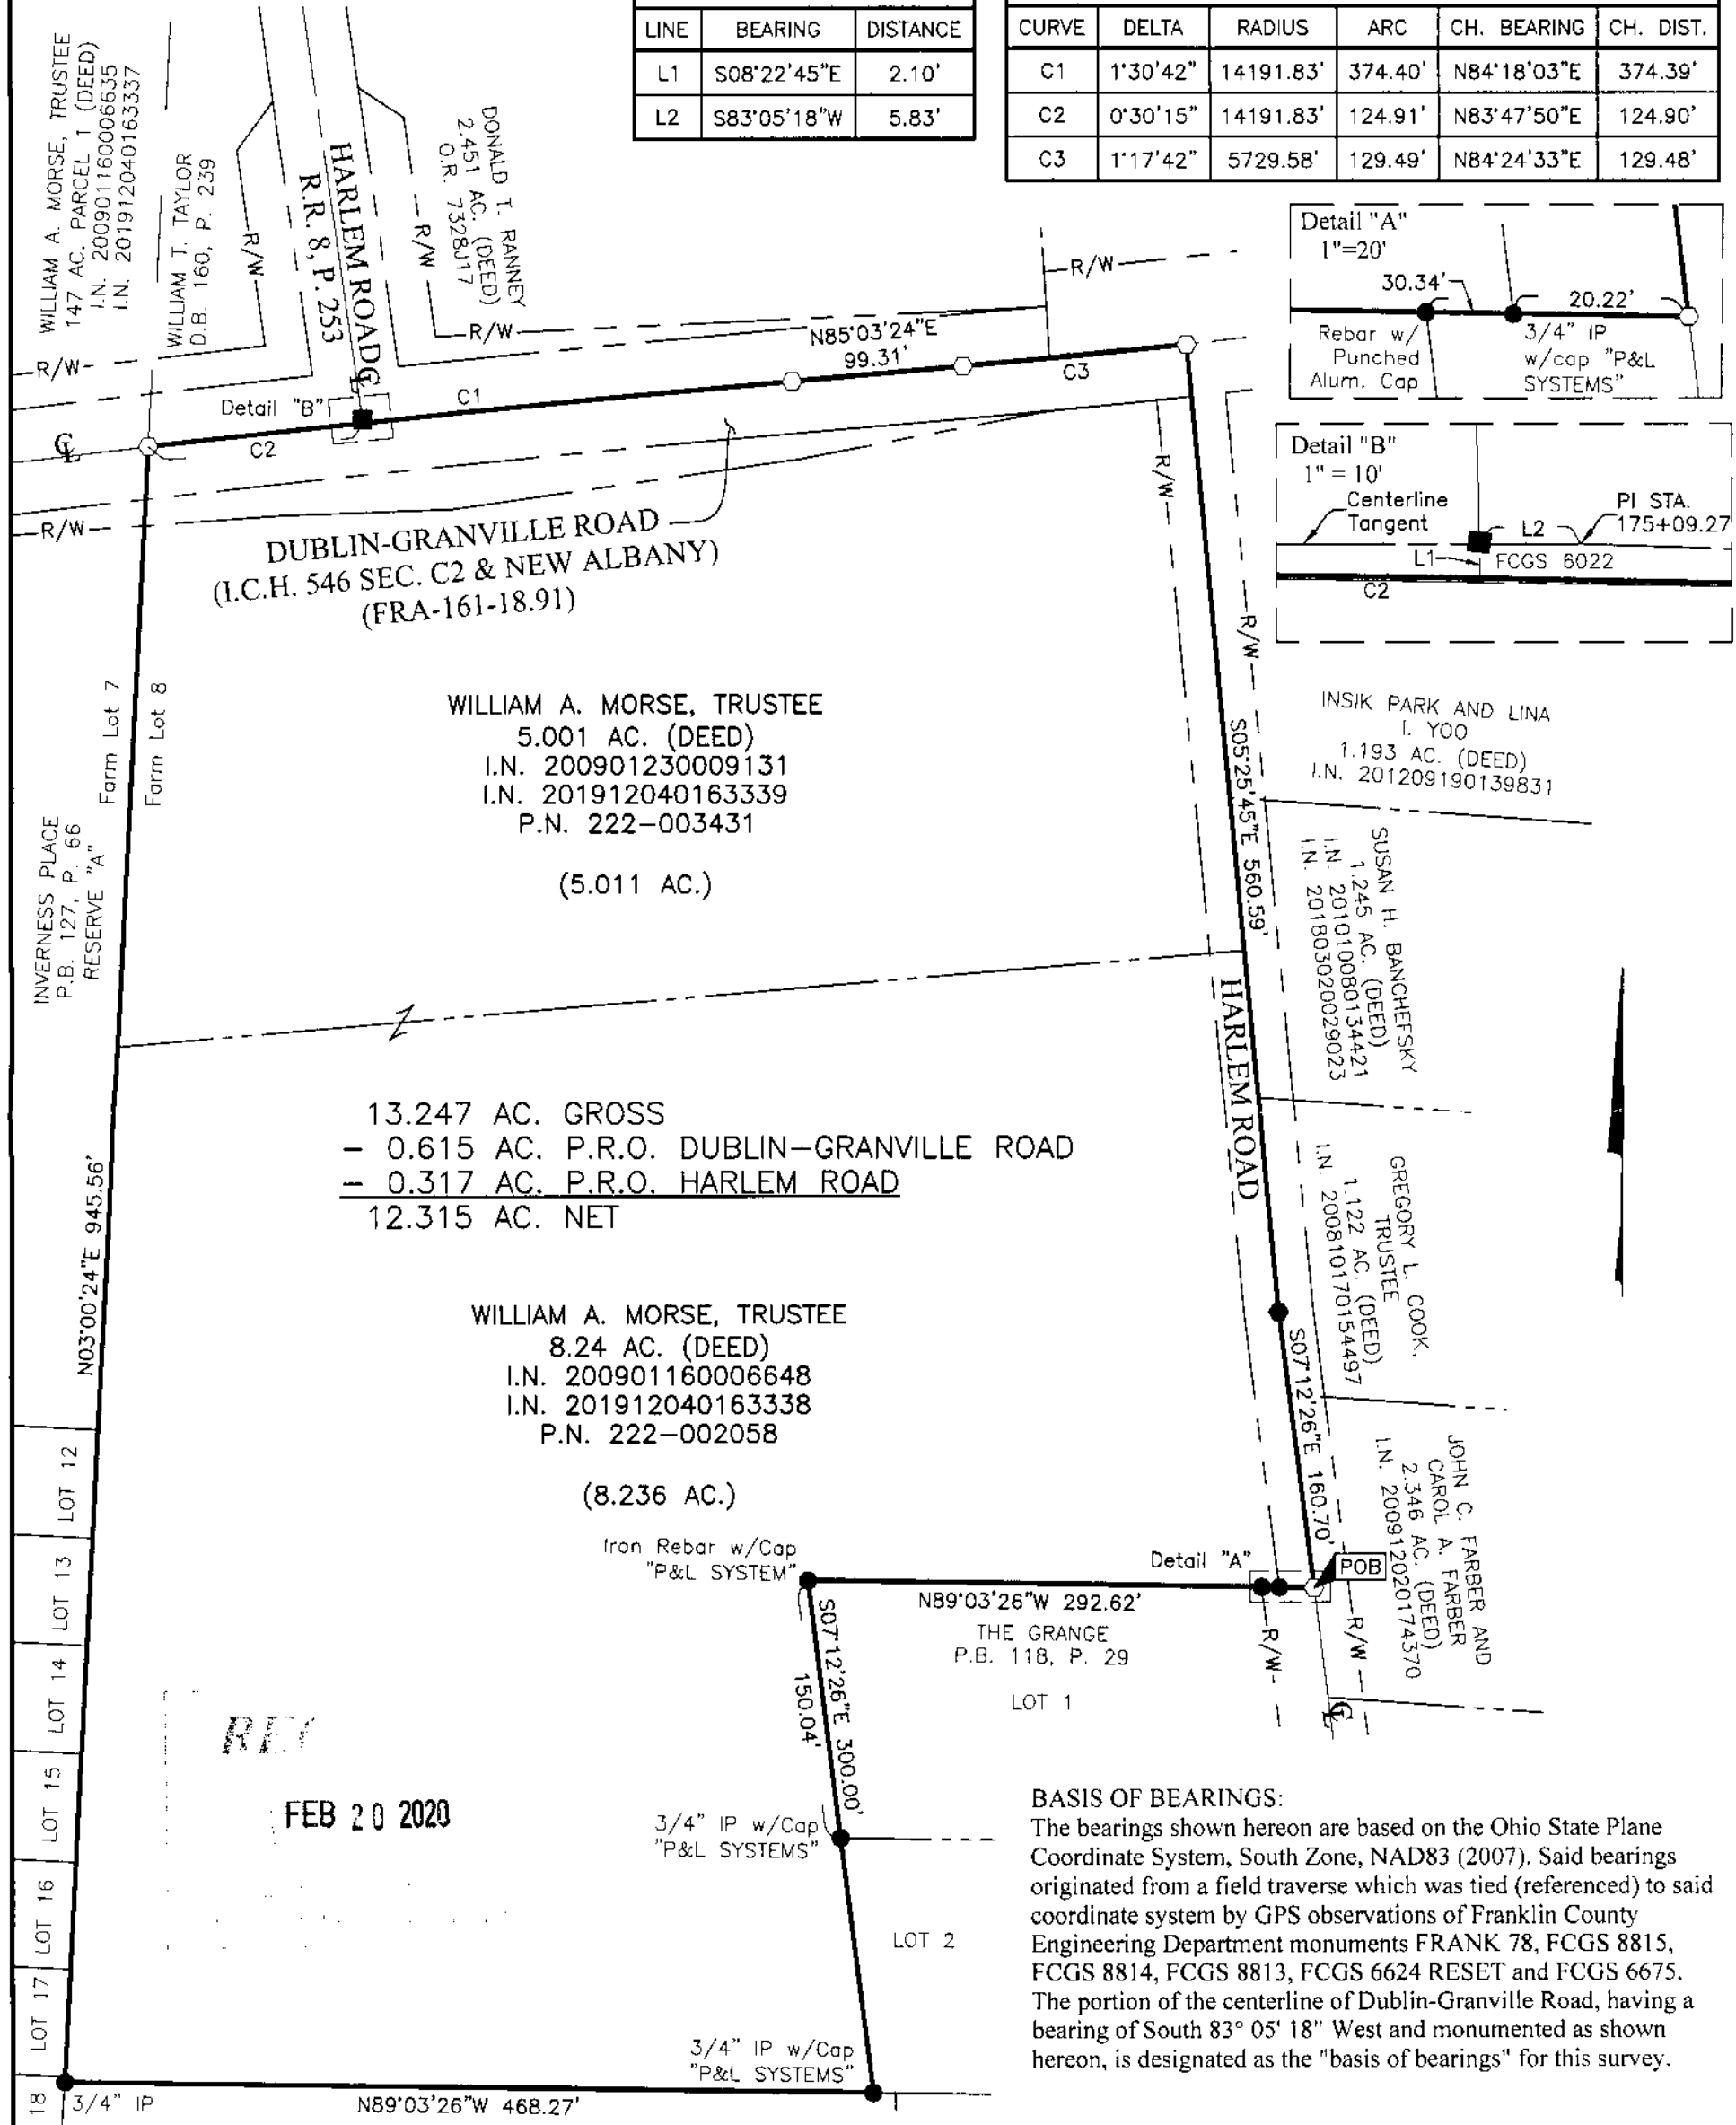 LINE BEARING DISTANCE
L1 S08°22'45"E 2.10'
L2 S83°05'18"W 5.83'
CURVE DELTA RADIUS ARC CH. BEARING CH. DIST.
C1 1°30'42" 14191.83' 374.40' N84°18'03"E 374.39'
C2 0°30'15" 14191.83' 124.91' N83°47'50"E 124.90'
C3 1°17'42" 5729.58' 129.49' N84°24'33"E 129.48'
WILLIAM A. MORSE, TRUSTEE
147 AC. PARCEL 1 (DEED)
I.N. 200901160006635
I.N. 201912040163337
WILLIAM T. TAYLOR
D.B. 160, P. 239
R/W
HARLEM ROAD
R.R. 8, P. 253
R/W
DONALD T. RANNEY
2.451 AC. (DEED)
O.R. 7328J17
R/W
R/W
R/W
N85°03'24"E
99.31'
C3
C1
Detail "B"
C2
R/W
Detail "A"
1"=20'
30.34'
20.22'
Rebar w/
Punched
Alum. Cap
3/4" IP
w/cap "P&L
SYSTEMS"
Detail "B"
1" = 10'
Centerline
Tangent
PI STA.
175+09.27
L2
L1
FCGS 6022
C2
DUBLIN-GRANVILLE ROAD
(I.C.H. 546 SEC. C2 & NEW ALBANY)
(FRA-161-18.91)
R/W
R/W
Farm Lot 7
Farm Lot 8
WILLIAM A. MORSE, TRUSTEE
5.001 AC. (DEED)
I.N. 200901230009131
I.N. 201912040163339
P.N. 222-003431
(5.011 AC.)
INVERNESS PLACE
P.B. 127, P. 66
RESERVE "A"
S05°25'45"E 560.59'
INSIK PARK AND LINA
I. YOO
1.193 AC. (DEED)
I.N. 201209190139831
SUSAN H. BANCHEFSKY
1.245 AC. (DEED)
I.N. 201010080134421
I.N. 201803020029023
HARLEM ROAD
13.247 AC. GROSS
- 0.615 AC. P.R.O. DUBLIN-GRANVILLE ROAD
- 0.317 AC. P.R.O. HARLEM ROAD
12.315 AC. NET
N03°00'24"E 945.56'
GREGORY L. COOK,
TRUSTEE
1.122 AC. (DEED)
I.N. 200810170154497
WILLIAM A. MORSE, TRUSTEE
8.24 AC. (DEED)
I.N. 200901160006648
I.N. 201912040163338
P.N. 222-002058
(8.236 AC.)
S07°12'26"E 160.70'
JOHN C. FARBER AND
CAROL A. FARBER
2.346 AC. (DEED)
I.N. 200912020174370
Iron Rebar w/Cap
"P&L SYSTEM"
Detail "A"
POB
N89°03'26"W 292.62'
THE GRANGE
P.B. 118, P. 29
LOT 1
R/W
R/W
S07°12'26"E 300.00'
150.04'
LOT 12
LOT 13
LOT 14
LOT 15
LOT 16
LOT 17
18
FEB 20 2020
3/4" IP w/Cap
"P&L SYSTEMS"
LOT 2
3/4" IP w/Cap
"P&L SYSTEMS"
3/4" IP
N89°03'26"W 468.27'
BASIS OF BEARINGS:
The bearings shown hereon are based on the Ohio State Plane
Coordinate System, South Zone, NAD83 (2007). Said bearings
originated from a field traverse which was tied (referenced) to said
coordinate system by GPS observations of Franklin County
Engineering Department monuments FRANK 78, FCGS 8815,
FCGS 8814, FCGS 8813, FCGS 6624 RESET and FCGS 6675.
The portion of the centerline of Dublin-Granville Road, having a
bearing of South 83° 05' 18" West and monumented as shown
hereon, is designated as the "basis of bearings" for this survey.